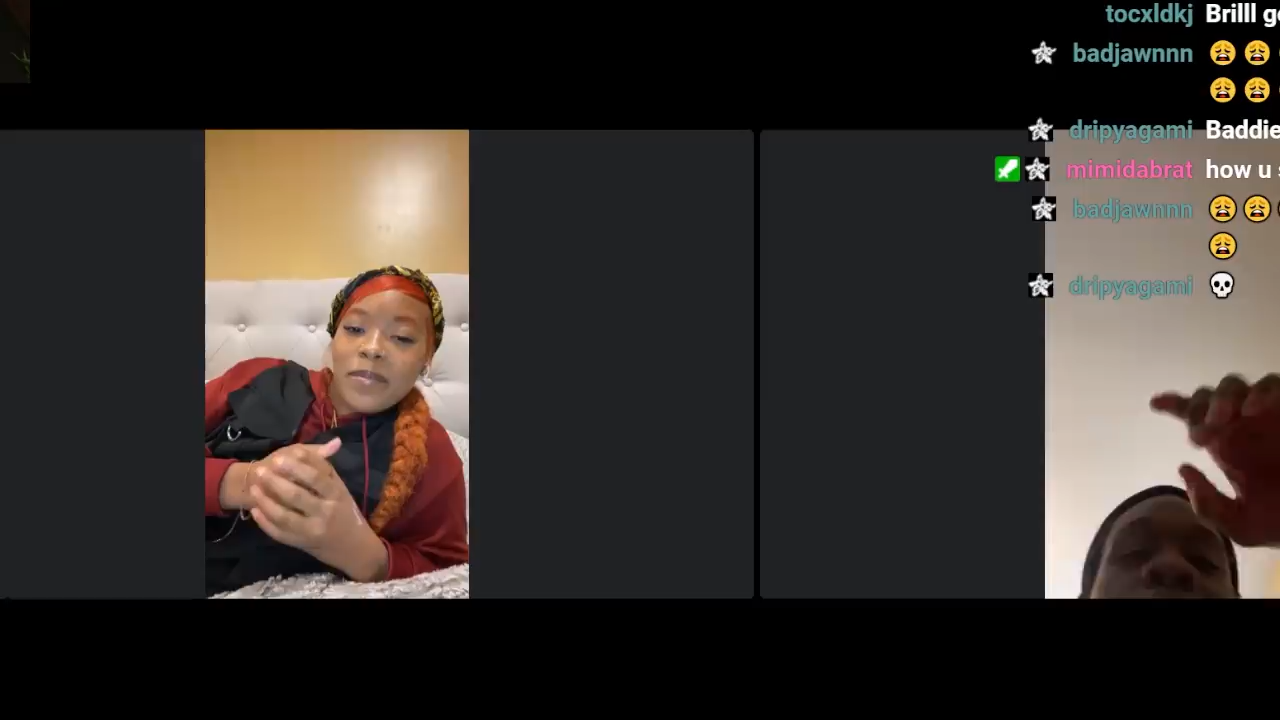 tocxldkj Brilll
badjawnnn 😩 😩
😩 😩
dripyagami Baddie
mimidabrat how u
badjawnnn 😩 😩
😩
dripyagami 💀